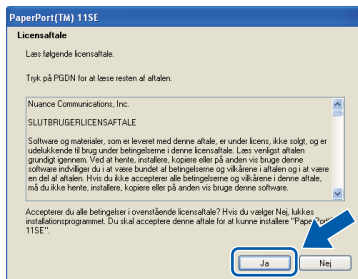 PaperPort(TM) 11SE
Licensaftale
Læs følgende licensaftale.
Tryk på PGDN for at læse resten af aftalen.
Nuance Communications, Inc.
SLUTBRUGERLICENSAFTALE
Software og materialer, som er leveret med denne aftale, er under licens, ikke solgt, og er
udelukkende til brug under betingelserne i denne licensaftale. Læs venligst aftalen
grundigt igennem. Ved at hente, installere, kopiere eller på anden vis bruge denne
software indvilliger du i at være bundet af betingelserne og vilkårene i aftalen og i at være
en del af aftalen. Hvis du ikke accepterer alle betingelser og vilkårene i denne aftale,
må du ikke hente, installere, kopiere eller på anden vis bruge denne software.
Accepterer du alle betingelser i ovenstående licensaftale? Hvis du vælger Nej, lukkes
installationsprogrammet. Du skal acceptere denne aftale for at kunne installere "PaperPort
11SE".
Ja
Nej